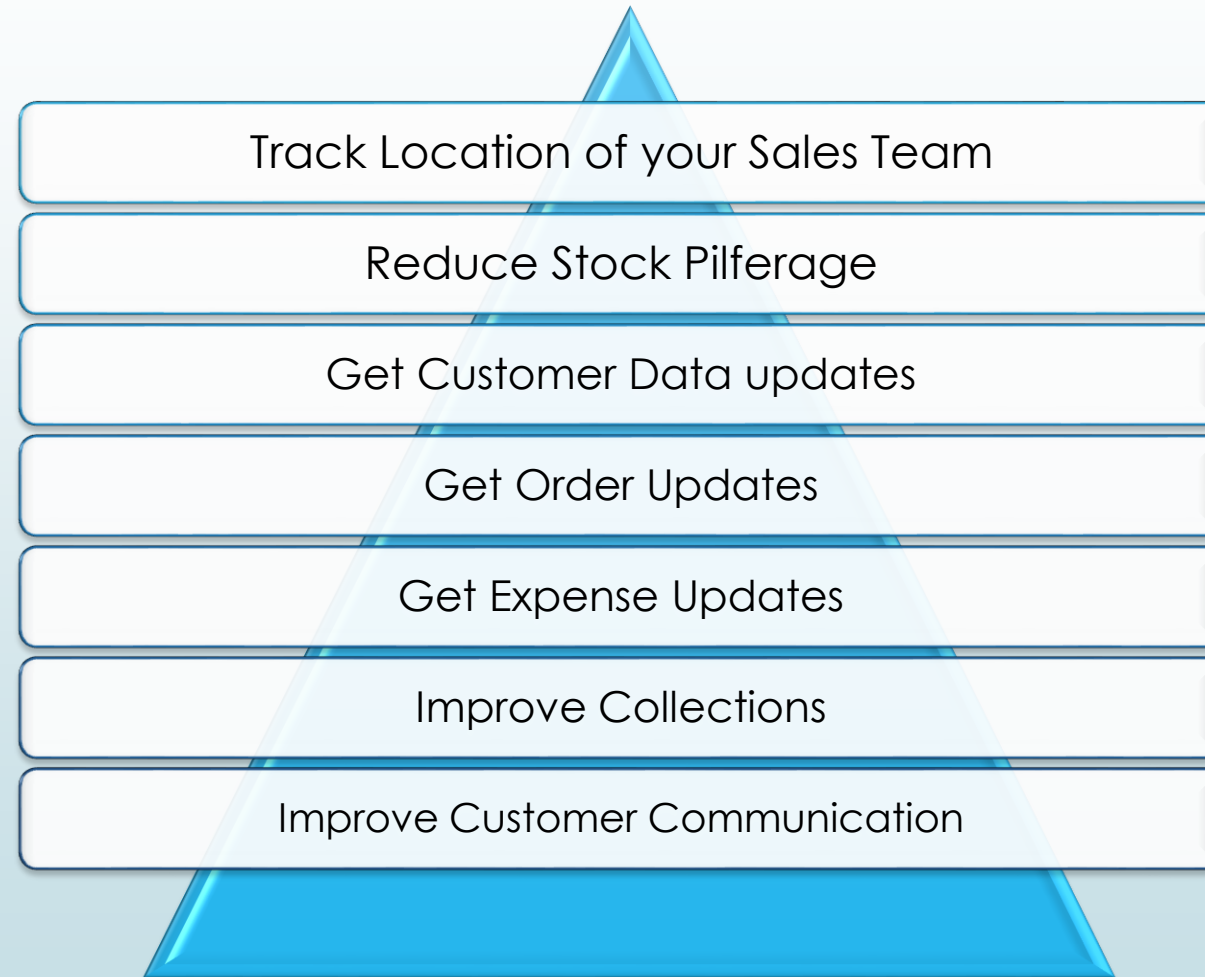 Track Location of your Sales Team
Reduce Stock Pilferage
Get Customer Data updates
Get Order Updates
Get Expense Updates
Improve Collections
Improve Customer Communication